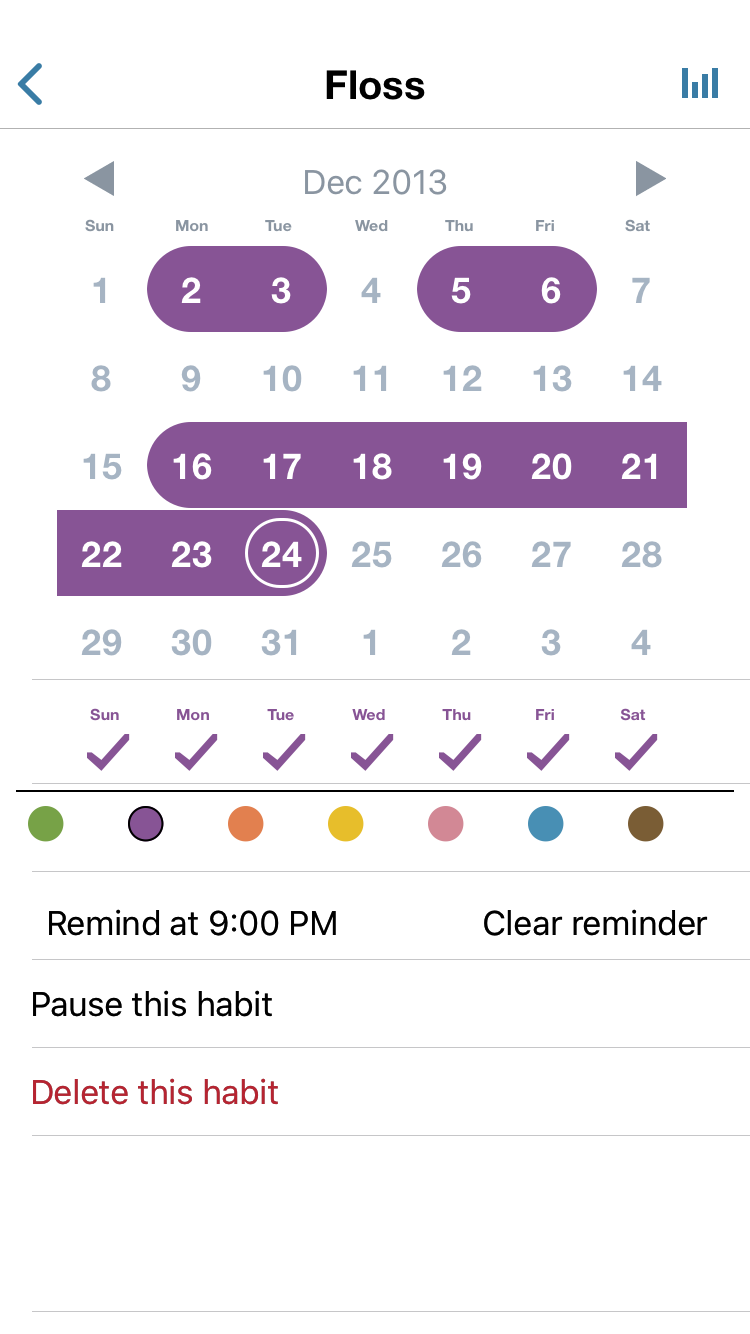 Floss
Dec 2013
Sun Mon Tue Wed Thu Fri Sat
1 2 3 4 5 6 7
8 9 10 11 12 13 14
15 16 17 18 19 20 21
22 23 24 25 26 27 28
29 30 31 1 2 3 4
Sun Mon Tue Wed Thu Fri Sat
Remind at 9:00 PM Clear reminder
Pause this habit
Delete this habit